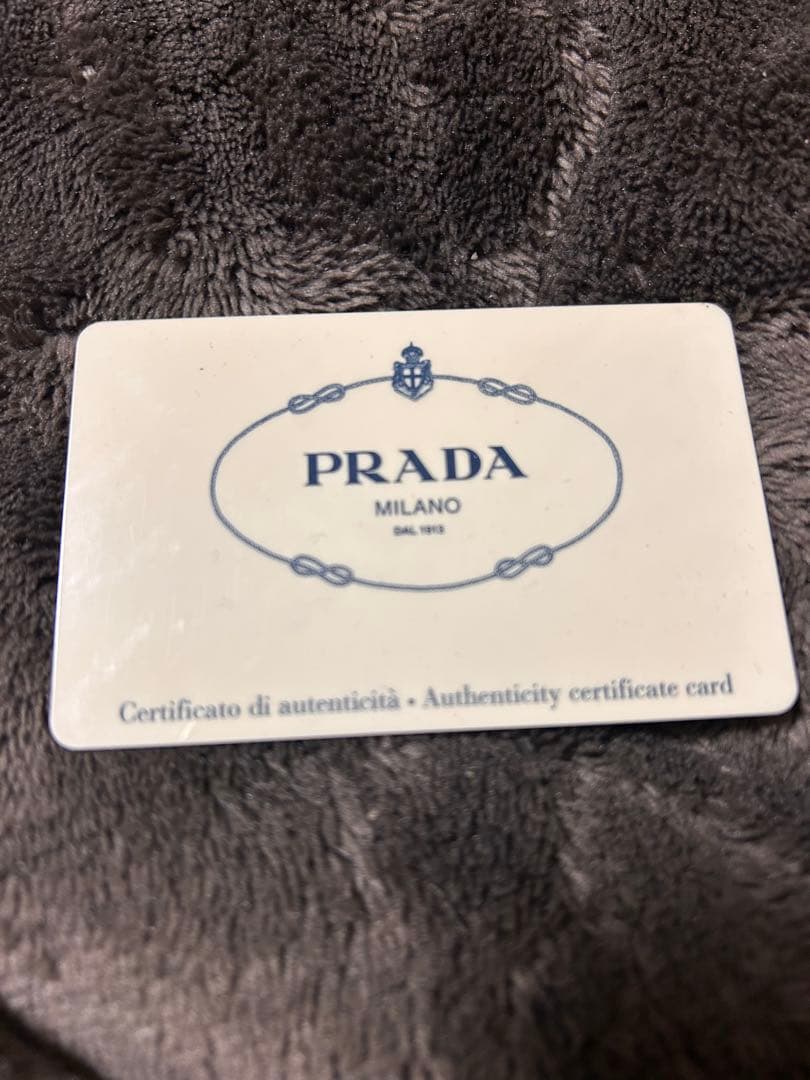 PRADA
MILANO
DAL 1913
Certificato di autenticità • Authenticity certificate card